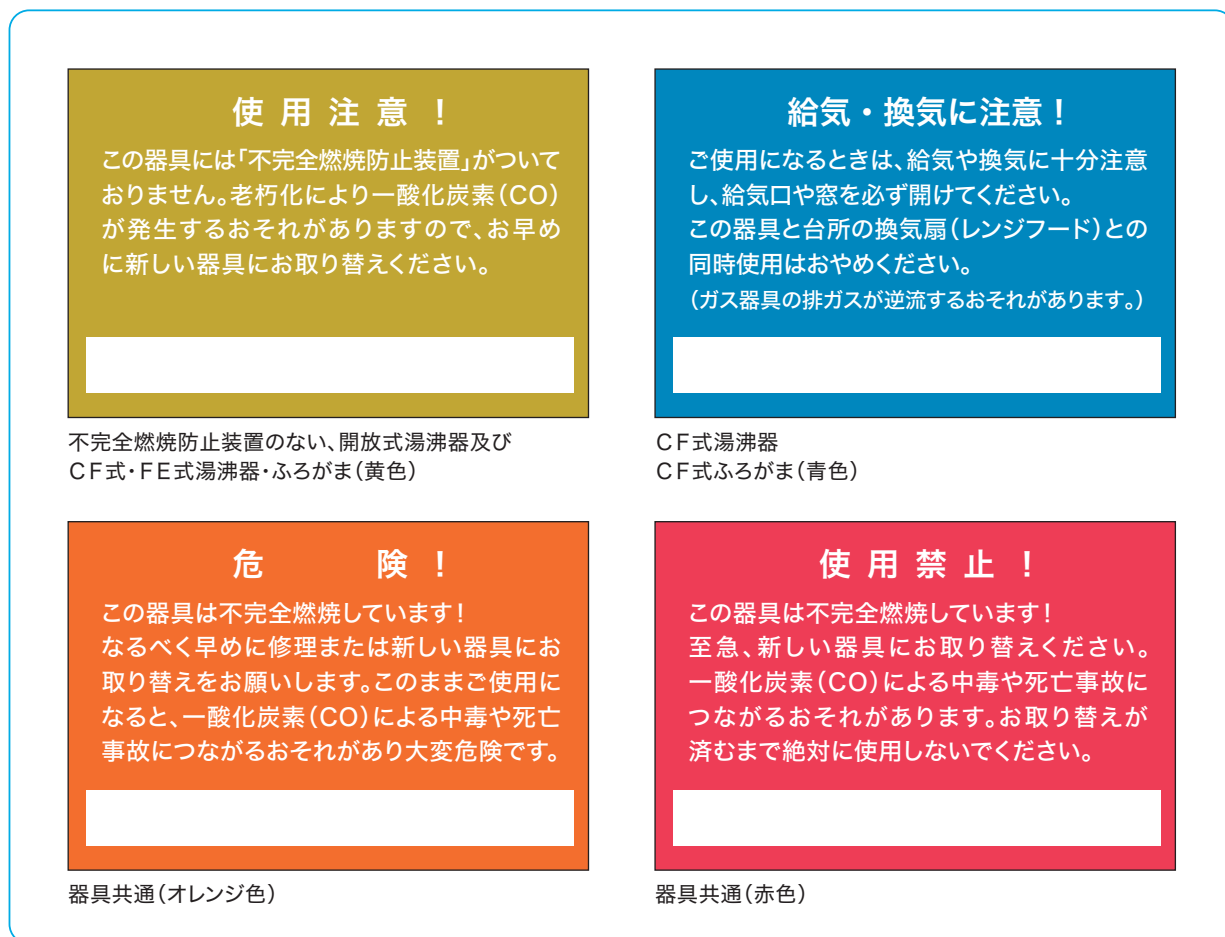 使用注意！
この器具には「不完全燃焼防止装置」がついて
おりません。老朽化により一酸化炭素（CO）
が発生するおそれがありますので、お早め
に新しい器具にお取り替えください。
不完全燃焼防止装置のない、開放式湯沸器及び
ＣＦ式・ＦＥ式湯沸器・ふろがま（黄色）
給気・換気に注意！
ご使用になるときは、給気や換気に十分注意
し、給気口や窓を必ず開けてください。
この器具と台所の換気扇（レンジフード）との
同時使用はおやめください。
（ガス器具の排ガスが逆流するおそれがあります。）
ＣＦ式湯沸器
ＣＦ式ふろがま（青色）
危険！
この器具は不完全燃焼しています！
なるべく早めに修理または新しい器具にお
取り替えをお願いします。このままご使用に
なると、一酸化炭素（CO）による中毒や死亡
事故につながるおそれがあり大変危険です。
器具共通（オレンジ色）
使用禁止！
この器具は不完全燃焼しています！
至急、新しい器具にお取り替えください。
一酸化炭素（CO）による中毒や死亡事故に
つながるおそれがあります。お取り替えが
済むまで絶対に使用しないでください。
器具共通（赤色）